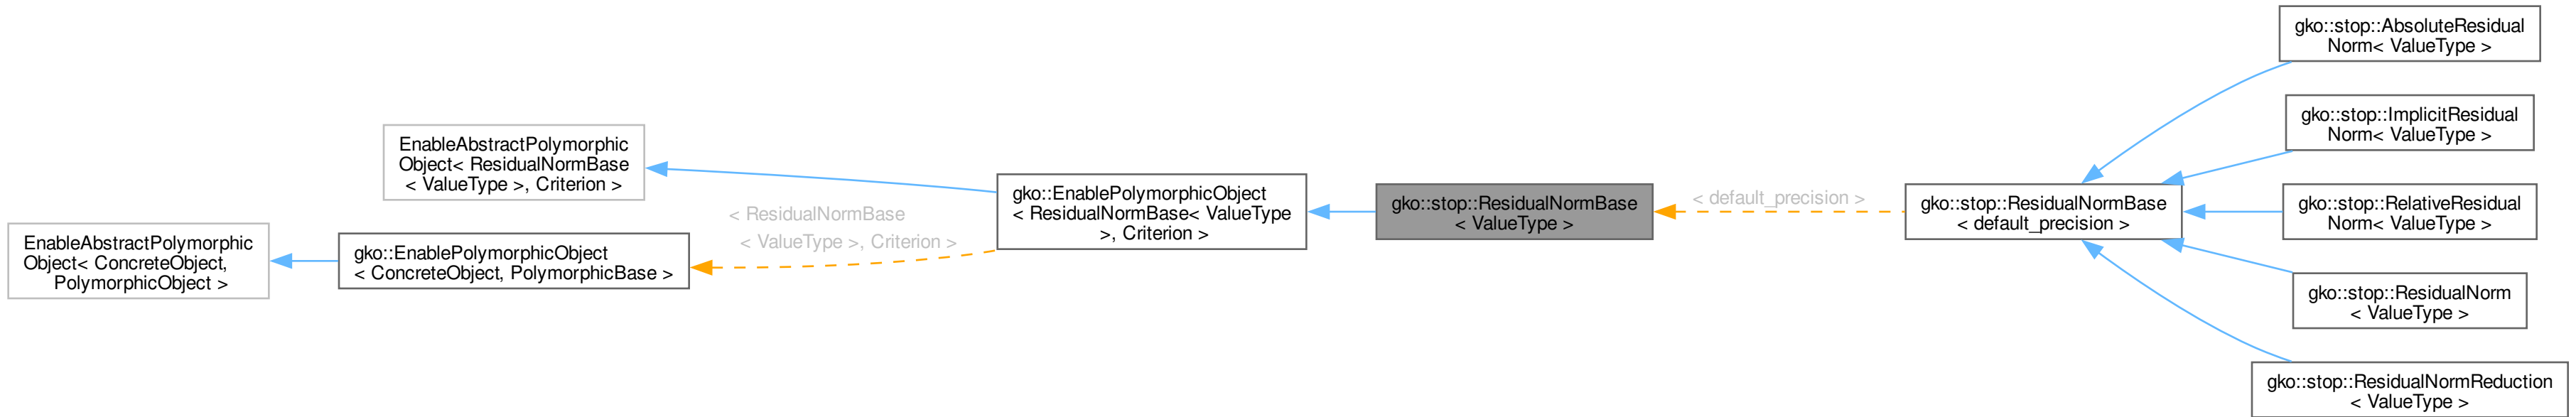 EnableAbstractPolymorphic
Object< ConcreteObject,
PolymorphicObject >
EnableAbstractPolymorphic
Object< ResidualNormBase
< ValueType >, Criterion >
gko::EnablePolymorphicObject
< ConcreteObject, PolymorphicBase >
< ResidualNormBase
< ValueType >, Criterion >
gko::EnablePolymorphicObject
< ResidualNormBase< ValueType
>, Criterion >
gko::stop::ResidualNormBase
< ValueType >
< default_precision >
gko::stop::ResidualNormBase
< default_precision >
gko::stop::AbsoluteResidual
Norm< ValueType >
gko::stop::ImplicitResidual
Norm< ValueType >
gko::stop::RelativeResidual
Norm< ValueType >
gko::stop::ResidualNorm
< ValueType >
gko::stop::ResidualNormReduction
< ValueType >